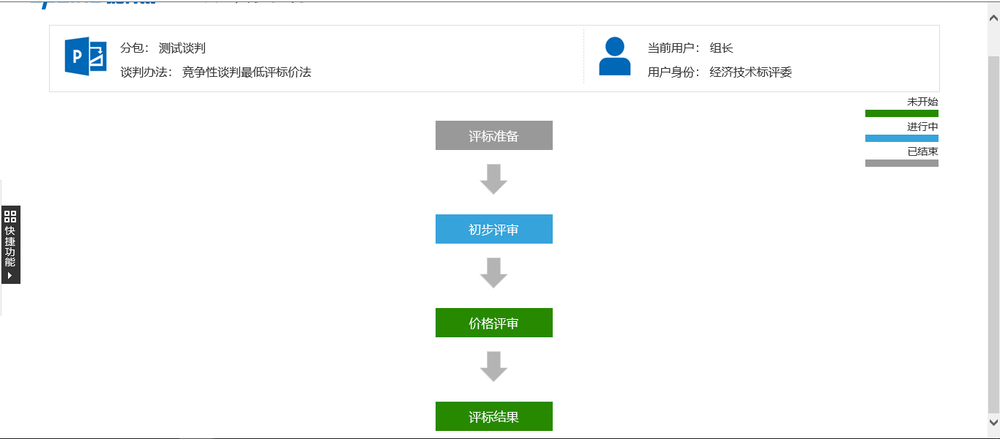 分包： 测试谈判
谈判办法： 竞争性谈判最低评标价法
当前用户： 组长
用户身份： 经济技术标评委
未开始
进行中
已结束
评标准备
初步评审
价格评审
评标结果
快捷功能
P